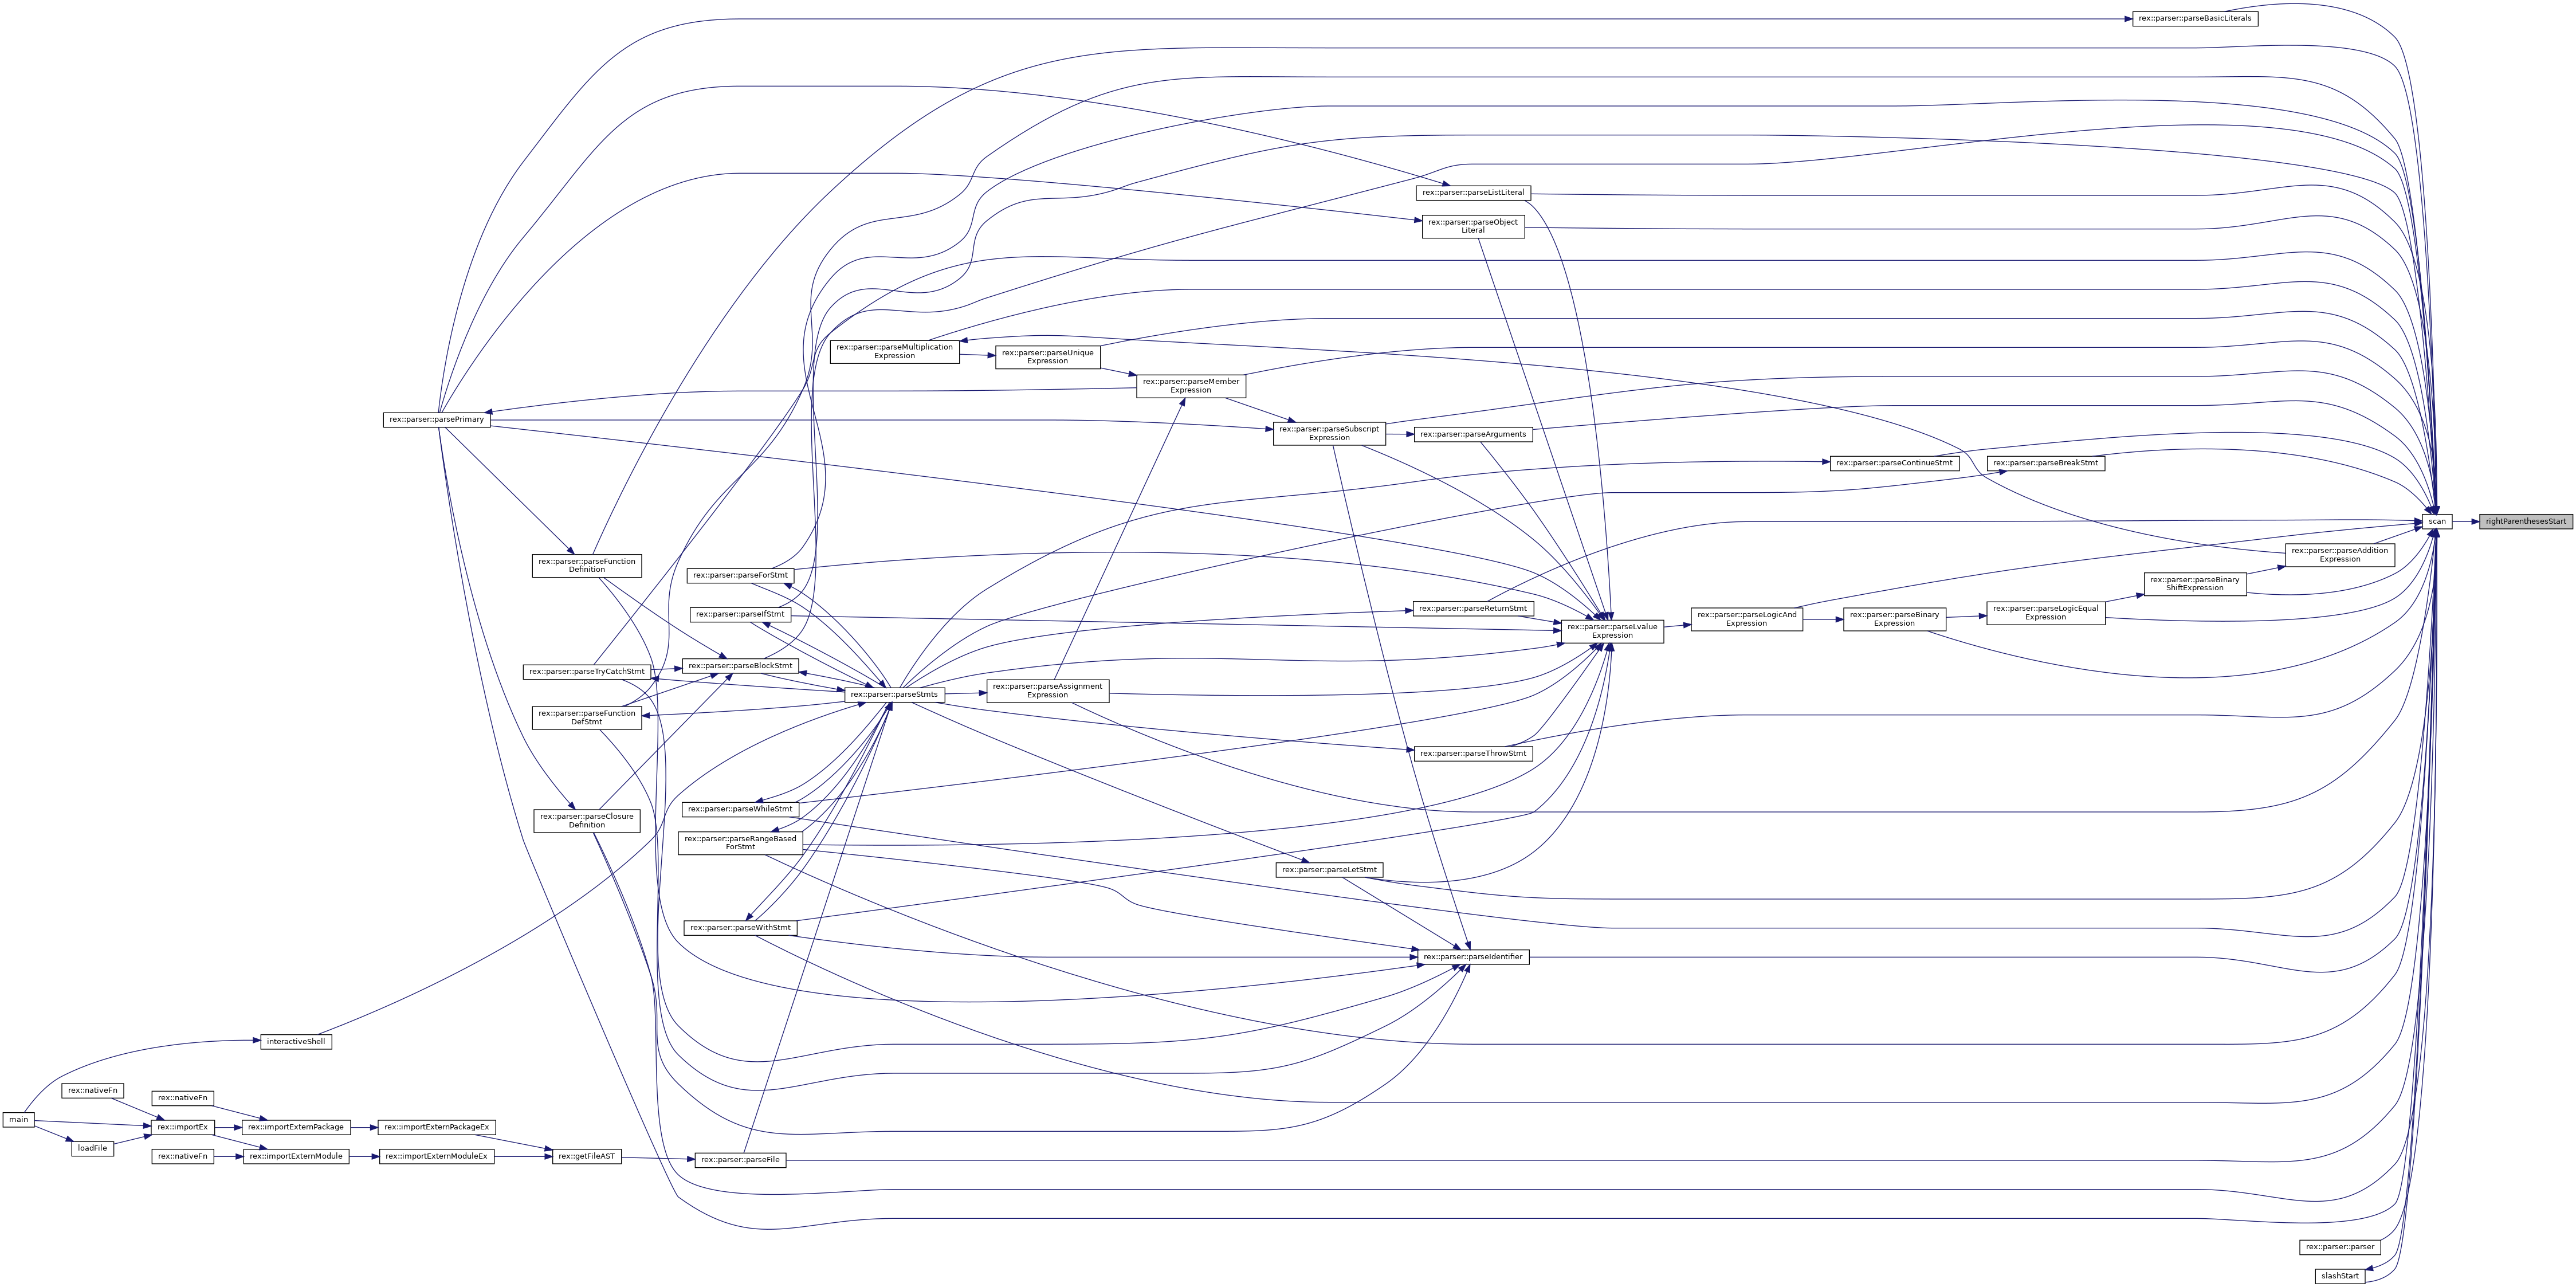 rex::parser::parseBasicLiterals
rex::parser::parseListLiteral
rex::parser::parseObject
Literal
rex::parser::parseMultiplication
Expression
rex::parser::parseUnique
Expression
rex::parser::parseMember
Expression
rex::parser::parsePrimary
rex::parser::parseSubscript
Expression
rex::parser::parseArguments
rex::parser::parseContinueStmt
rex::parser::parseBreakStmt
scan
rightParenthesesStart
rex::parser::parseAddition
Expression
rex::parser::parseFunction
Definition
rex::parser::parseForStmt
rex::parser::parseBinary
ShiftExpression
rex::parser::parseIfStmt
rex::parser::parseReturnStmt
rex::parser::parseLogicAnd
Expression
rex::parser::parseBinary
Expression
rex::parser::parseLogicEqual
Expression
rex::parser::parseLvalue
Expression
rex::parser::parseBlockStmt
rex::parser::parseTryCatchStmt
rex::parser::parseStmts
rex::parser::parseAssignment
Expression
rex::parser::parseFunction
DefStmt
rex::parser::parseThrowStmt
rex::parser::parseWhileStmt
rex::parser::parseClosure
Definition
rex::parser::parseRangeBased
ForStmt
rex::parser::parseLetStmt
rex::parser::parseWithStmt
rex::parser::parseIdentifier
interactiveShell
rex::nativeFn
rex::nativeFn
main
rex::importEx
rex::importExternPackage
rex::importExternPackageEx
loadFile
rex::nativeFn
rex::importExternModule
rex::importExternModuleEx
rex::getFileAST
rex::parser::parseFile
rex::parser::parser
slashStart